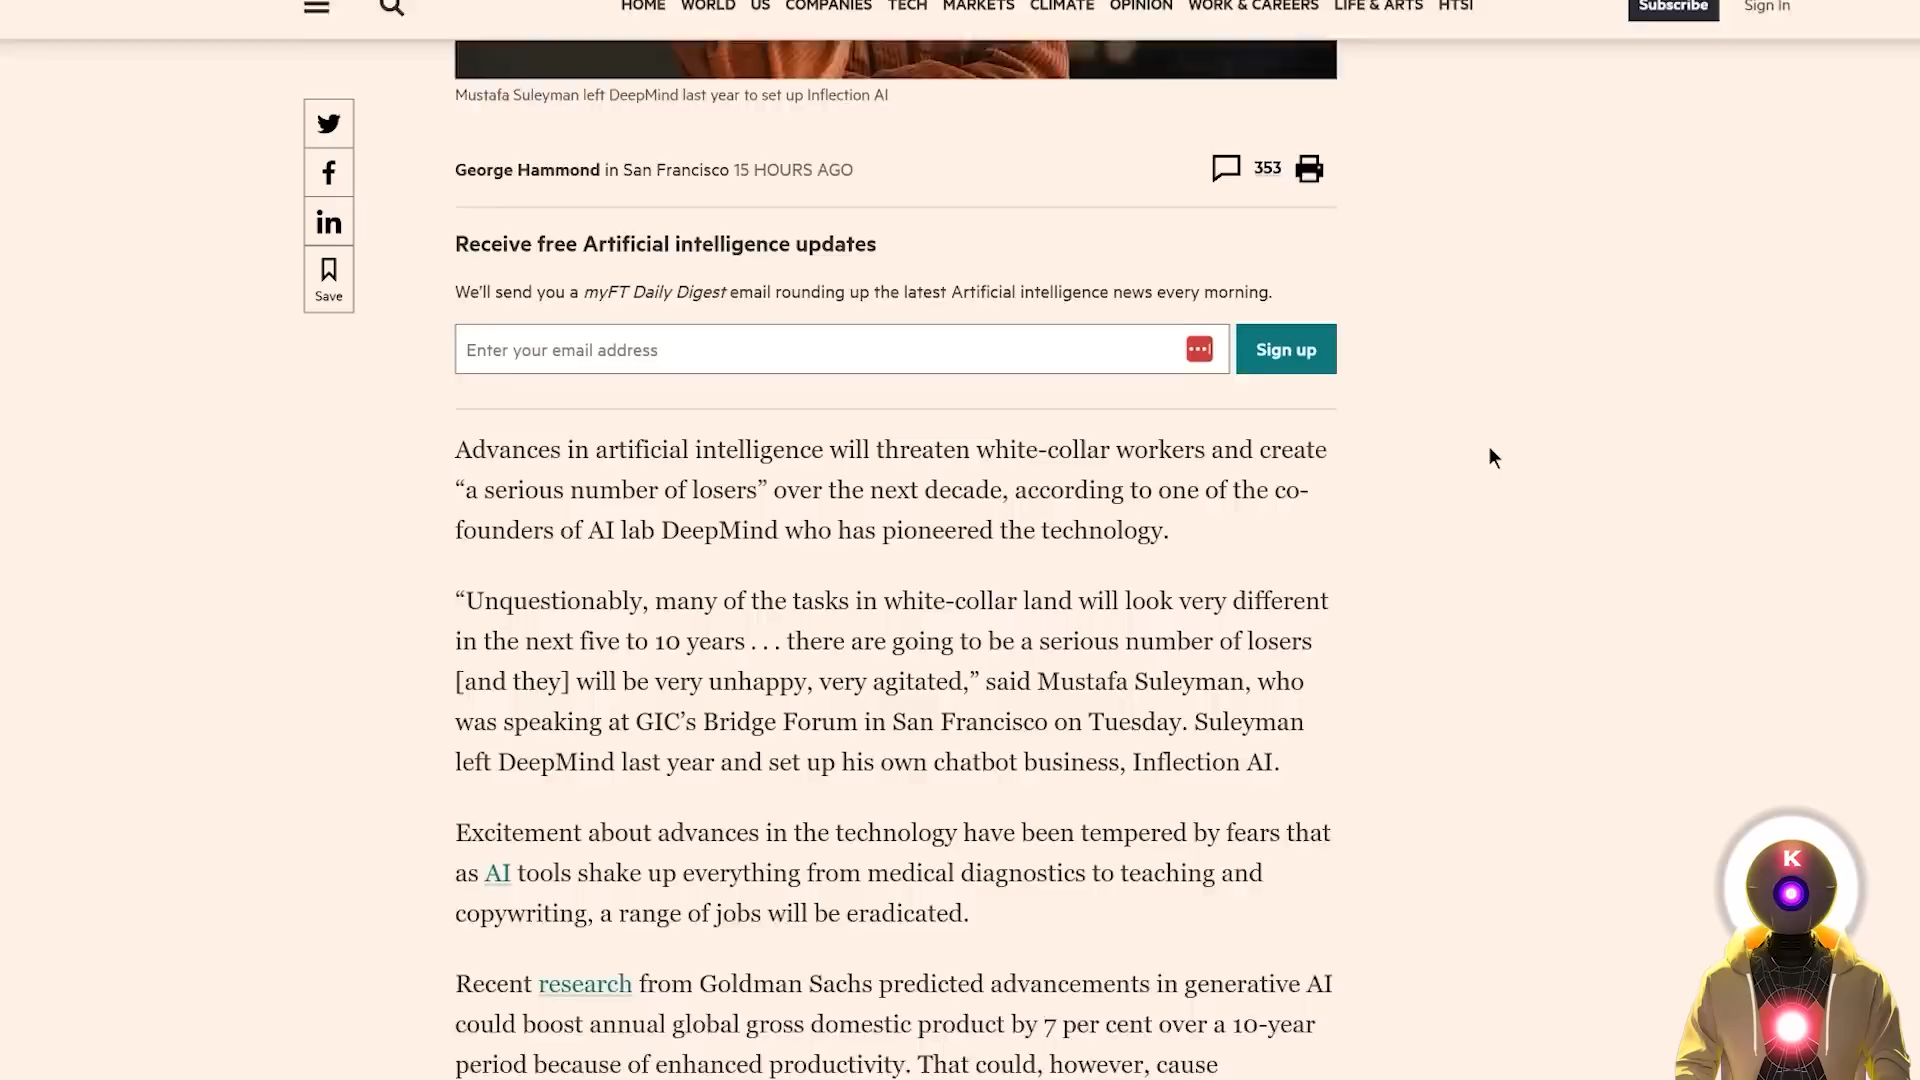 HOME WORLD US COMPANIES TECH MARKETS CLIMATE OPINION WORK & CAREERS LIFE & ARTS HTSI
Subscribe Sign In
Mustafa Suleyman left DeepMind last year to set up Inflection AI
George Hammond in San Francisco 15 HOURS AGO
353
Save
Receive free Artificial intelligence updates
We'll send you a myFT Daily Digest email rounding up the latest Artificial intelligence news every morning.
Enter your email address
Sign up
Advances in artificial intelligence will threaten white-collar workers and create
“a serious number of losers” over the next decade, according to one of the co-
founders of AI lab DeepMind who has pioneered the technology.
“Unquestionably, many of the tasks in white-collar land will look very different
in the next five to 10 years . . . there are going to be a serious number of losers
[and they] will be very unhappy, very agitated,” said Mustafa Suleyman, who
was speaking at GIC’s Bridge Forum in San Francisco on Tuesday. Suleyman
left DeepMind last year and set up his own chatbot business, Inflection AI.
Excitement about advances in the technology have been tempered by fears that
as AI tools shake up everything from medical diagnostics to teaching and
copywriting, a range of jobs will be eradicated.
Recent research from Goldman Sachs predicted advancements in generative AI
could boost annual global gross domestic product by 7 per cent over a 10-year
period because of enhanced productivity. That could, however, cause
K